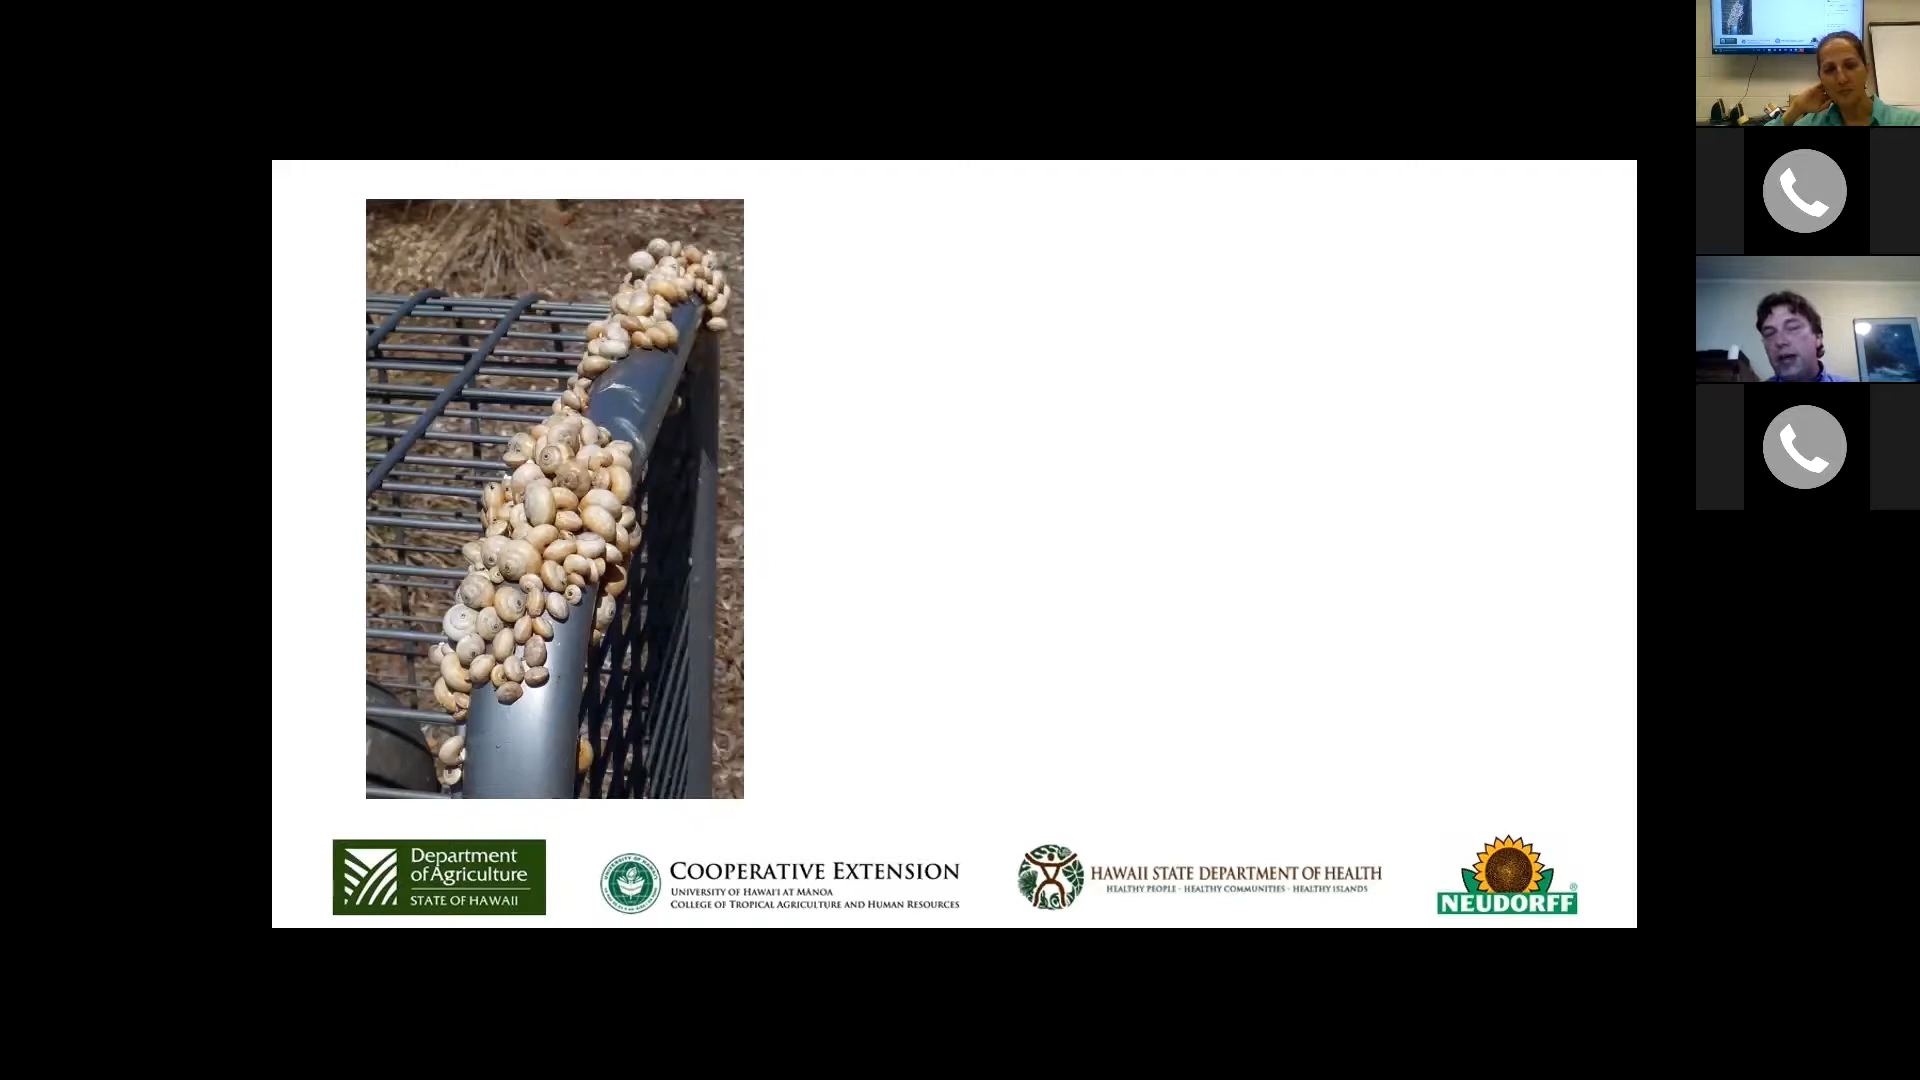 Department
of Agriculture
STATE OF HAWAII
COOPERATIVE EXTENSION
UNIVERSITY OF HAWAI‘I AT MĀNOA
COLLEGE OF TROPICAL AGRICULTURE AND HUMAN RESOURCES
HAWAII STATE DEPARTMENT OF HEALTH
HEALTHY PEOPLE - HEALTHY COMMUNITIES - HEALTHY ISLANDS
NEUDORFF
®